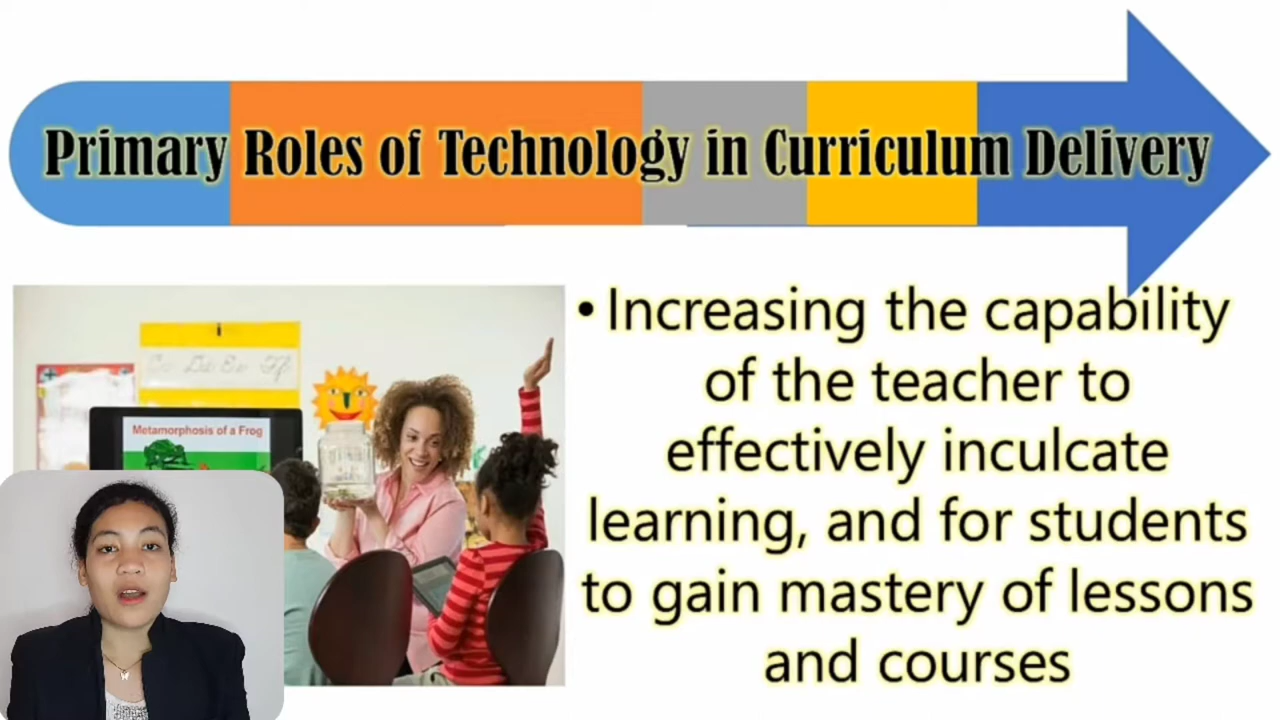 Primary Roles of Technology in Curriculum Delivery
• Increasing the capability
of the teacher to
effectively inculcate
learning, and for students
to gain mastery of lessons
and courses
Metamorphosis of a Frog